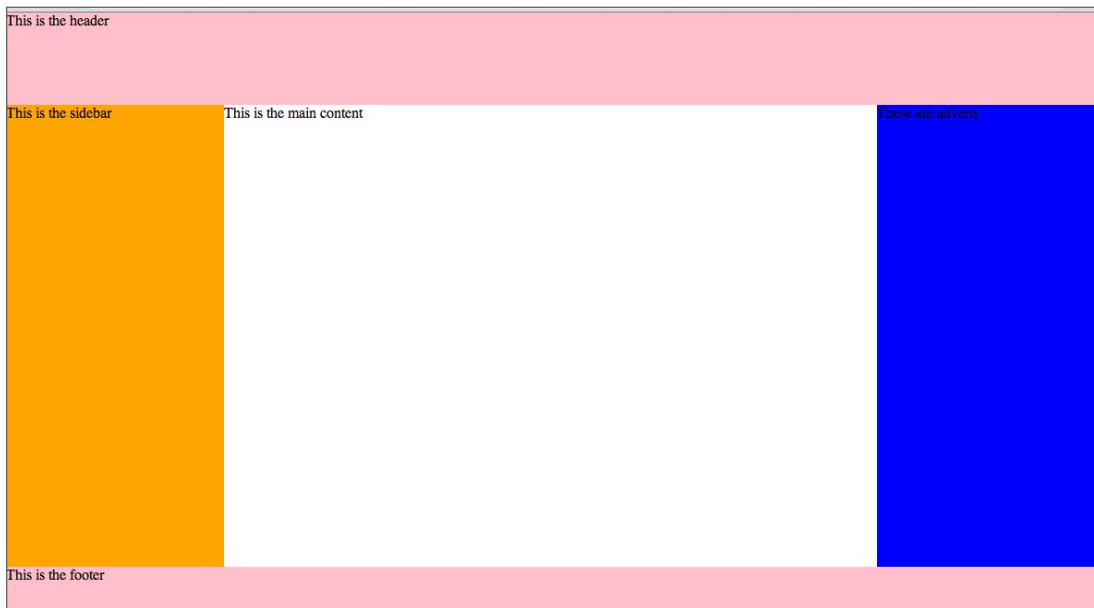 This is the header
This is the sidebar
This is the main content
These are adverts
This is the footer